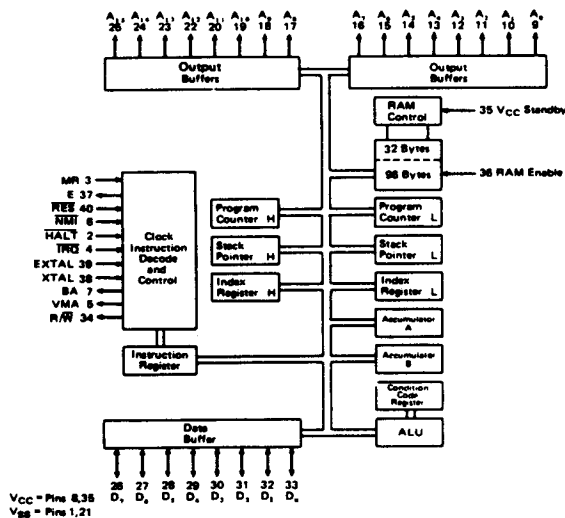 A15 A14 A13 A12 A11 A10 A9 A8
25 24 23 22 20 19 18 17
A7 A6 A5 A4 A3 A2 A1 A0
16 15 14 13 12 11 10 9
Output
Buffers
Output
Buffers
RAM
Control
35 VCC Standby
32 Bytes
96 Bytes
36 RAM Enable
MR 3
E 37
RES 40
NMI 6
HALT 2
IRQ 4
EXTAL 39
XTAL 38
BA 7
VMA 5
R/W 34
Clock
Instruction
Decode
and
Control
Program
Counter H
Program
Counter L
Stack
Pointer H
Stack
Pointer L
Index
Register H
Index
Register L
Accumulator
A
Instruction
Register
Accumulator
B
Condition
Code
Register
Data
Buffer
ALU
26 27 28 29 30 31 32 33
D7 D6 D5 D4 D3 D2 D1 D0
VCC = Pins 8,35
VSS = Pins 1,21